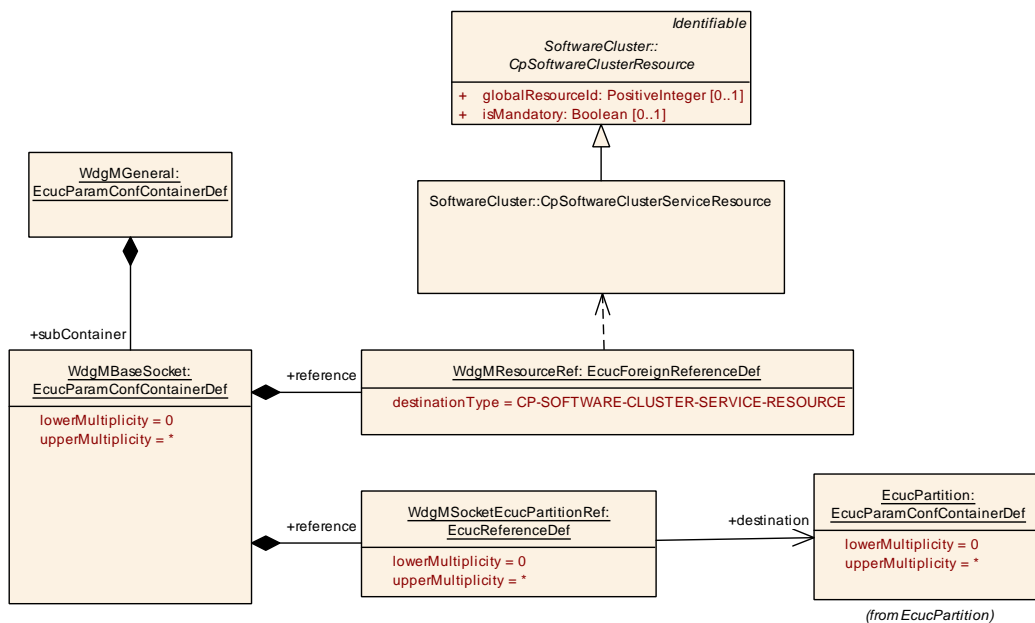 Identifiable
SoftwareCluster::
CpSoftwareClusterResource
+ globalResourceId: PositiveInteger [0..1]
+ isMandatory: Boolean [0..1]
WdgMGeneral:
EcucParamConfContainerDef
SoftwareCluster::CpSoftwareClusterServiceResource
+subContainer
WdgMBaseSocket:
EcucParamConfContainerDef
lowerMultiplicity = 0
upperMultiplicity = *
+reference
WdgMResourceRef: EcucForeignReferenceDef
destinationType = CP-SOFTWARE-CLUSTER-SERVICE-RESOURCE
+reference
WdgMSocketEcucPartitionRef:
EcucReferenceDef
lowerMultiplicity = 0
upperMultiplicity = *
+destination
EcucPartition:
EcucParamConfContainerDef
lowerMultiplicity = 0
upperMultiplicity = *
(from EcucPartition)